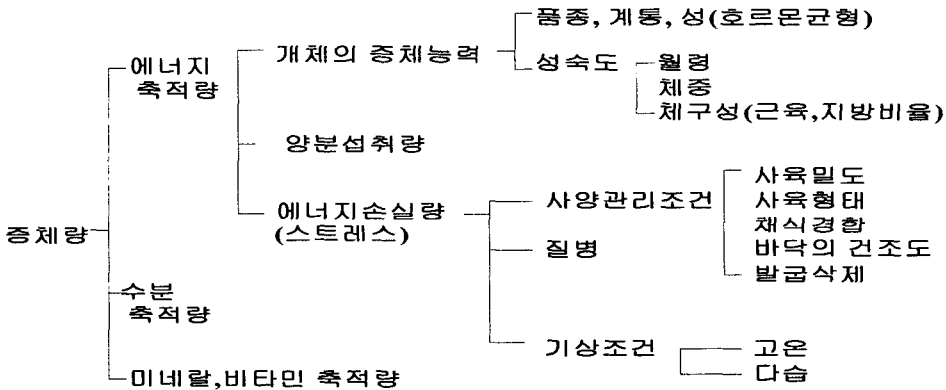 품종, 계통, 성(호르몬균형)
개체의 증체능력
성숙도
월령
체중
체구성(근육,지방비율)
에너지
축적량
양분섭취량
에너지손실량
(스트레스)
사양관리조건
사육밀도
사육형태
채식경합
바닥의 건조도
발굽삭제
질병
기상조건
고온
다습
증체량
수분
축적량
미네랄,비타민 축적량